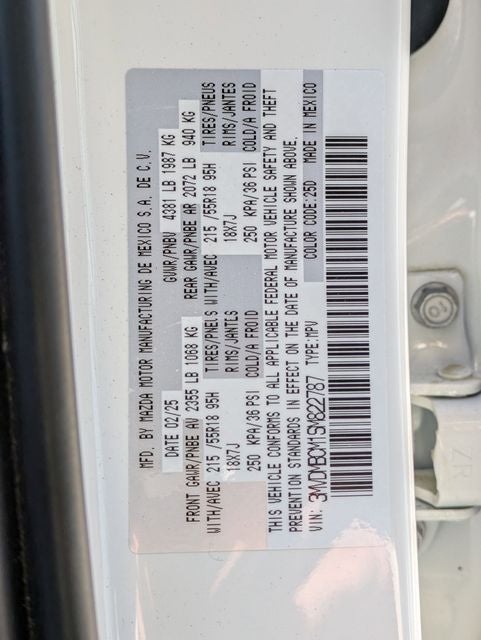 MFD. BY MAZDA MOTOR MANUFACTURING DE MEXICO S.A. DE C.V.
DATE 02/25 GVWR/PNBV 4381 LB 1987 KG
FRONT GAWR/PNBE AV 2355 LB 1068 KG REAR GAWR/PNBE AR 2072 LB 940 KG
WITH/AVEC 215 /55R18 95H TIRES/PNEUS WITH/AVEC 215 /55R18 95H TIRES/PNEUS
18X7J RIMS/JANTES 18X7J RIMS/JANTES
250 KPA/36 PSI COLD/A FROID 250 KPA/36 PSI COLD/A FROID
THIS VEHICLE CONFORMS TO ALL APPLICABLE FEDERAL MOTOR VEHICLE SAFETY AND THEFT
PREVENTION STANDARDS IN EFFECT ON THE DATE OF MANUFACTURE SHOWN ABOVE.
VIN: 3MVDMBCM1SM822787 TYPE:MPV COLOR CODE:25D MADE IN MEXICO